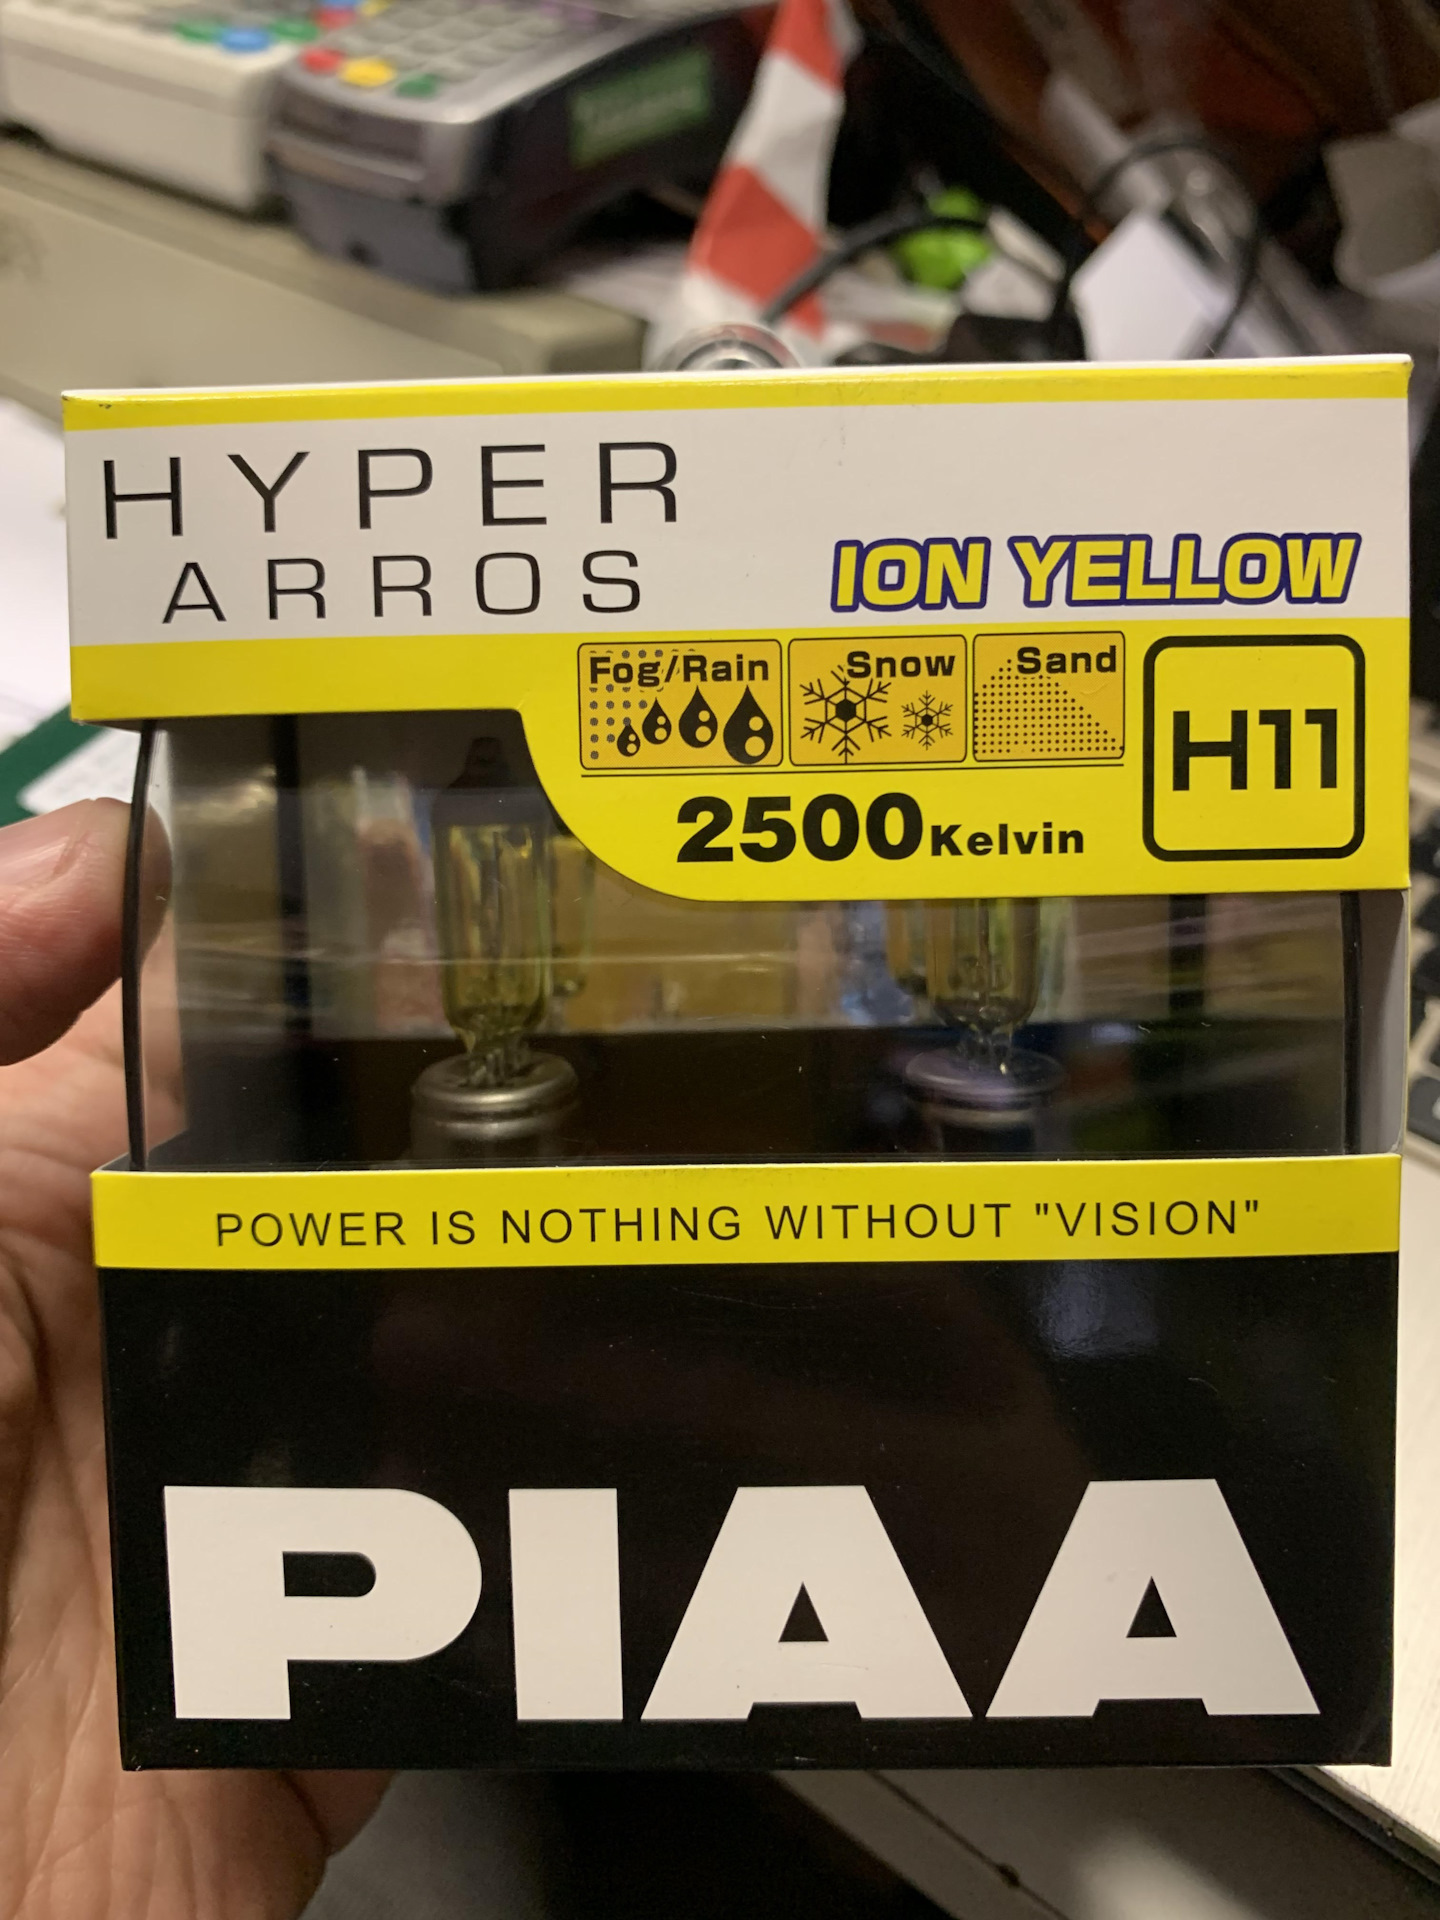 HYPER
ARROS
ION YELLOW
Fog/Rain Snow Sand
H11
2500Kelvin
POWER IS NOTHING WITHOUT "VISION"
PIAA